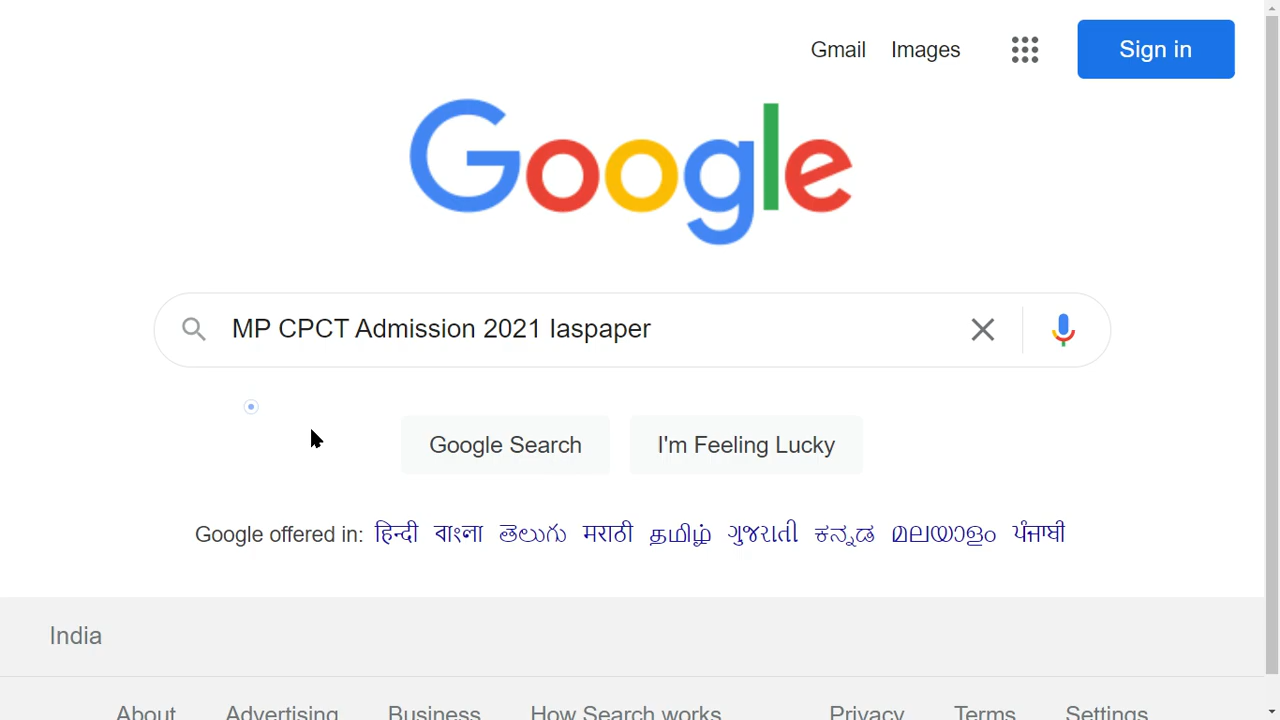 Gmail Images Sign in
Google
MP CPCT Admission 2021 Iaspaper
Google Search I'm Feeling Lucky
Google offered in: हिन्दी বাংলা తెలుగు मराठी தமிழ் ગુજરાતી ಕನ್ನಡ മലയാളം ਪੰਜਾਬੀ
India
About Advertising Business How Search works Privacy Terms Settings